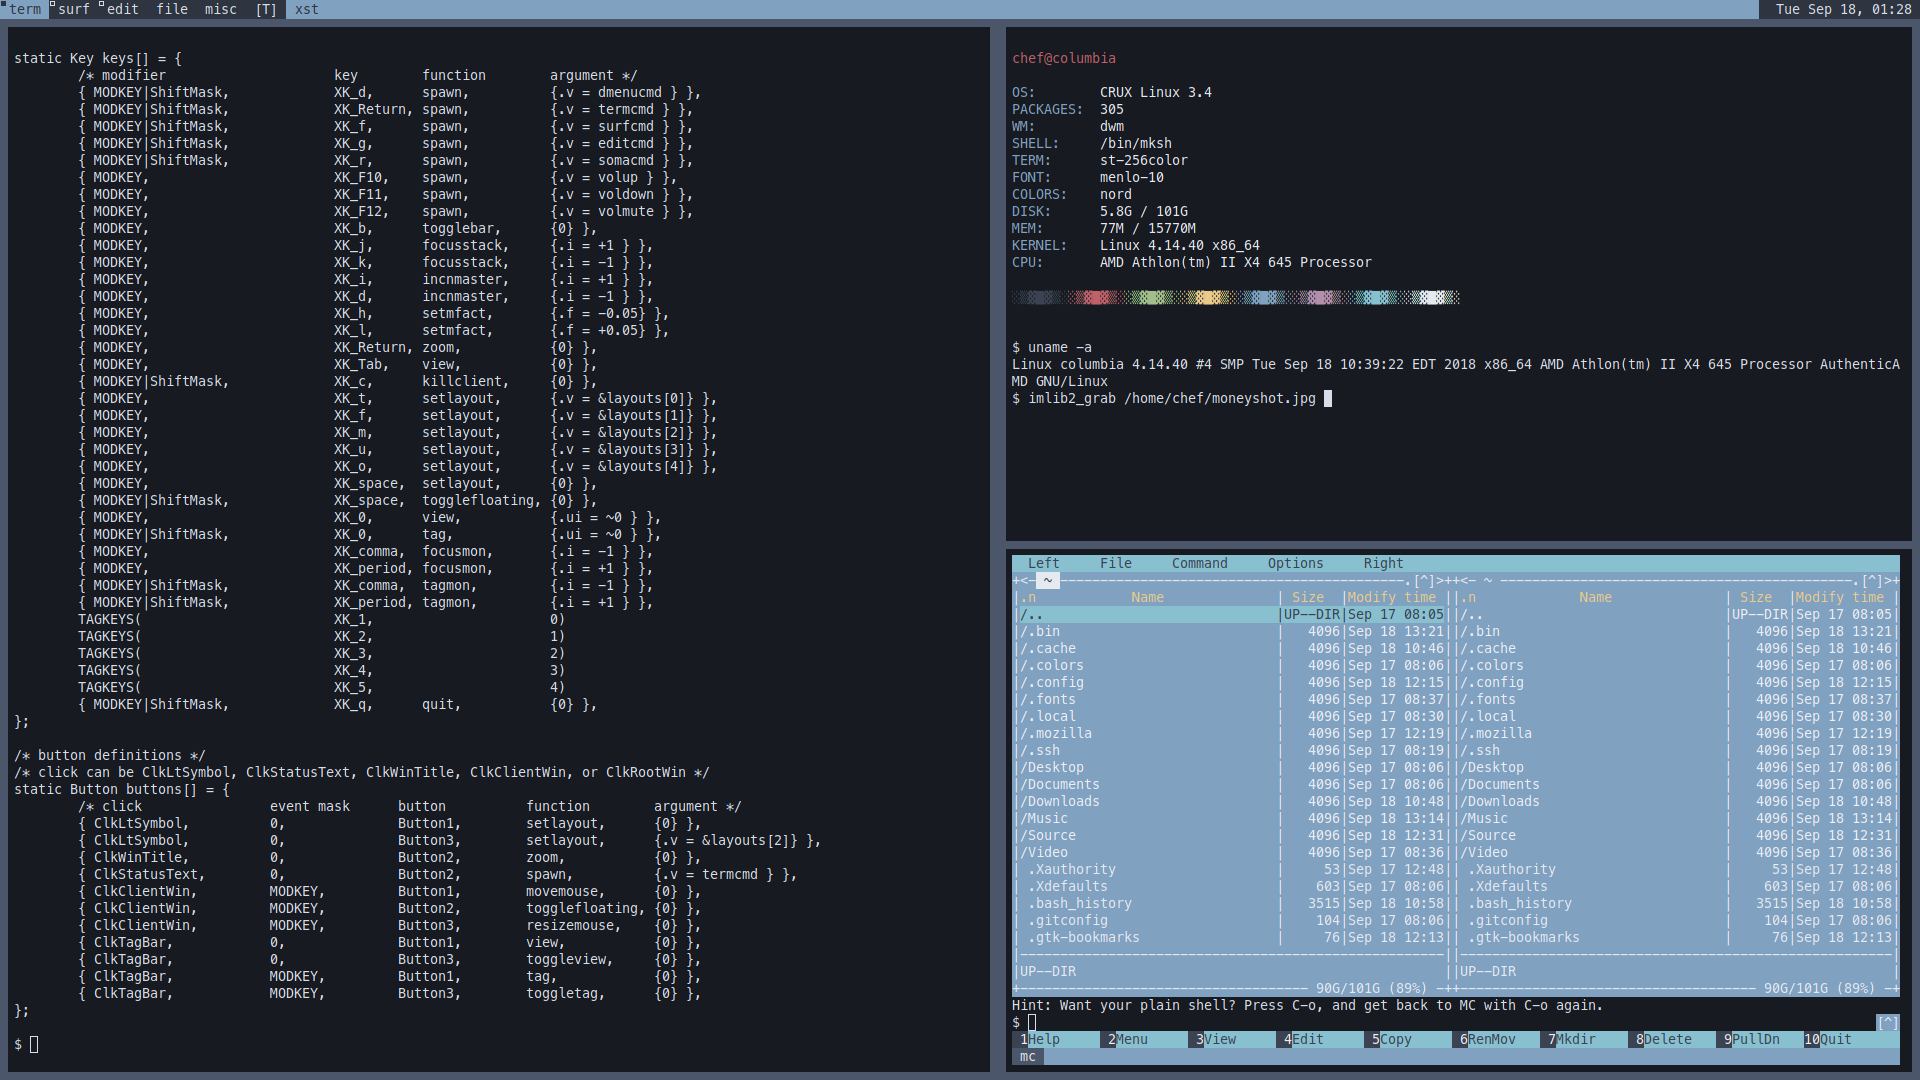 term surf edit file misc [T] xst Tue Sep 18, 01:28
static Key keys[] = {
/* modifier key function argument */
{ MODKEY|ShiftMask, XK_d, spawn, {.v = dmenucmd } },
{ MODKEY|ShiftMask, XK_Return, spawn, {.v = termcmd } },
{ MODKEY|ShiftMask, XK_f, spawn, {.v = surfcmd } },
{ MODKEY|ShiftMask, XK_g, spawn, {.v = editcmd } },
{ MODKEY|ShiftMask, XK_r, spawn, {.v = somacmd } },
{ MODKEY, XK_F10, spawn, {.v = volup } },
{ MODKEY, XK_F11, spawn, {.v = voldown } },
{ MODKEY, XK_F12, spawn, {.v = volmute } },
{ MODKEY, XK_b, togglebar, {0} },
{ MODKEY, XK_j, focusstack, {.i = +1 } },
{ MODKEY, XK_k, focusstack, {.i = -1 } },
{ MODKEY, XK_i, incnmaster, {.i = +1 } },
{ MODKEY, XK_d, incnmaster, {.i = -1 } },
{ MODKEY, XK_h, setmfact, {.f = -0.05} },
{ MODKEY, XK_l, setmfact, {.f = +0.05} },
{ MODKEY, XK_Return, zoom, {0} },
{ MODKEY, XK_Tab, view, {0} },
{ MODKEY|ShiftMask, XK_c, killclient, {0} },
{ MODKEY, XK_t, setlayout, {.v = &layouts[0]} },
{ MODKEY, XK_f, setlayout, {.v = &layouts[1]} },
{ MODKEY, XK_m, setlayout, {.v = &layouts[2]} },
{ MODKEY, XK_u, setlayout, {.v = &layouts[3]} },
{ MODKEY, XK_o, setlayout, {.v = &layouts[4]} },
{ MODKEY, XK_space, setlayout, {0} },
{ MODKEY|ShiftMask, XK_space, togglefloating, {0} },
{ MODKEY, XK_0, view, {.ui = ~0 } },
{ MODKEY|ShiftMask, XK_0, tag, {.ui = ~0 } },
{ MODKEY, XK_comma, focusmon, {.i = -1 } },
{ MODKEY, XK_period, focusmon, {.i = +1 } },
{ MODKEY|ShiftMask, XK_comma, tagmon, {.i = -1 } },
{ MODKEY|ShiftMask, XK_period, tagmon, {.i = +1 } },
TAGKEYS( XK_1, 0)
TAGKEYS( XK_2, 1)
TAGKEYS( XK_3, 2)
TAGKEYS( XK_4, 3)
TAGKEYS( XK_5, 4)
{ MODKEY|ShiftMask, XK_q, quit, {0} },
};
/* button definitions */
/* click can be ClkLtSymbol, ClkStatusText, ClkWinTitle, ClkClientWin, or ClkRootWin */
static Button buttons[] = {
/* click event mask button function argument */
{ ClkLtSymbol, 0, Button1, setlayout, {0} },
{ ClkLtSymbol, 0, Button3, setlayout, {.v = &layouts[2]} },
{ ClkWinTitle, 0, Button2, zoom, {0} },
{ ClkStatusText, 0, Button2, spawn, {.v = termcmd } },
{ ClkClientWin, MODKEY, Button1, movemouse, {0} },
{ ClkClientWin, MODKEY, Button2, togglefloating, {0} },
{ ClkClientWin, MODKEY, Button3, resizemouse, {0} },
{ ClkTagBar, 0, Button1, view, {0} },
{ ClkTagBar, 0, Button3, toggleview, {0} },
{ ClkTagBar, MODKEY, Button1, tag, {0} },
{ ClkTagBar, MODKEY, Button3, toggletag, {0} },
};
$
chef@columbia
OS: CRUX Linux 3.4
PACKAGES: 305
WM: dwm
SHELL: /bin/mksh
TERM: st-256color
FONT: menlo-10
COLORS: nord
DISK: 5.8G / 101G
MEM: 77M / 15770M
KERNEL: Linux 4.14.40 x86_64
CPU: AMD Athlon(tm) II X4 645 Processor
$ uname -a
Linux columbia 4.14.40 #4 SMP Tue Sep 18 10:39:22 EDT 2018 x86_64 AMD Athlon(tm) II X4 645 Processor AuthenticA
MD GNU/Linux
$ imlib2_grab /home/chef/moneyshot.jpg
Left File Command Options Right
+<- ~ .[^]>++<- ~ .[^]>+
|.n Name | Size |Modify time ||.n Name | Size |Modify time |
|/.. |UP--DIR|Sep 17 08:05||/.. |UP--DIR|Sep 17 08:05|
|/.bin | 4096|Sep 18 13:21||/.bin | 4096|Sep 18 13:21|
|/.cache | 4096|Sep 18 10:46||/.cache | 4096|Sep 18 10:46|
|/.colors | 4096|Sep 17 08:06||/.colors | 4096|Sep 17 08:06|
|/.config | 4096|Sep 18 12:15||/.config | 4096|Sep 18 12:15|
|/.fonts | 4096|Sep 17 08:37||/.fonts | 4096|Sep 17 08:37|
|/.local | 4096|Sep 17 08:30||/.local | 4096|Sep 17 08:30|
|/.mozilla | 4096|Sep 17 12:19||/.mozilla | 4096|Sep 17 12:19|
|/.ssh | 4096|Sep 17 08:19||/.ssh | 4096|Sep 17 08:19|
|/Desktop | 4096|Sep 17 08:06||/Desktop | 4096|Sep 17 08:06|
|/Documents | 4096|Sep 17 08:06||/Documents | 4096|Sep 17 08:06|
|/Downloads | 4096|Sep 18 10:48||/Downloads | 4096|Sep 18 10:48|
|/Music | 4096|Sep 18 13:14||/Music | 4096|Sep 18 13:14|
|/Source | 4096|Sep 18 12:31||/Source | 4096|Sep 18 12:31|
|/Video | 4096|Sep 17 08:36||/Video | 4096|Sep 17 08:36|
| .Xauthority | 53|Sep 17 12:48|| .Xauthority | 53|Sep 17 12:48|
| .Xdefaults | 603|Sep 17 08:06|| .Xdefaults | 603|Sep 17 08:06|
| .bash_history | 3515|Sep 18 10:58|| .bash_history | 3515|Sep 18 10:58|
| .gitconfig | 104|Sep 17 08:06|| .gitconfig | 104|Sep 17 08:06|
| .gtk-bookmarks | 76|Sep 18 12:13|| .gtk-bookmarks | 76|Sep 18 12:13|
|UP--DIR ||UP--DIR |
90G/101G (89%) -++ 90G/101G (89%) -+
Hint: Want your plain shell? Press C-o, and get back to MC with C-o again.
$ [^]
1Help 2Menu 3View 4Edit 5Copy 6RenMov 7Mkdir 8Delete 9PullDn 10Quit
mc